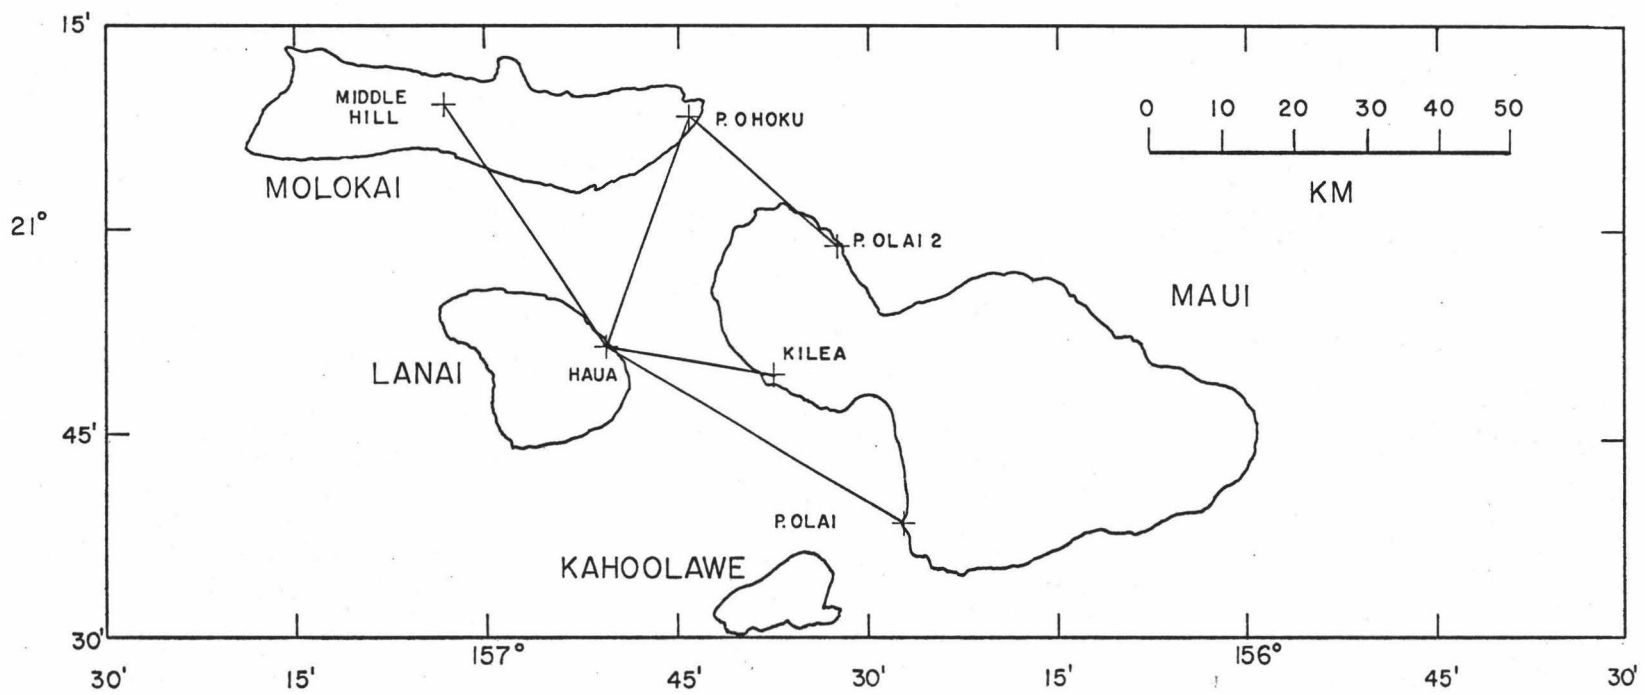 15'
MIDDLE
HILL
P. OHOKU
0 10 20 30 40 50
KM
MOLOKAI
21°
P. OLAI 2
MAUI
KILEA
LANAI
HAUA
45'
P. OLAI
KAHOOLAWE
30'
157° 156°
30' 15' 45' 30' 15' 45' 30'